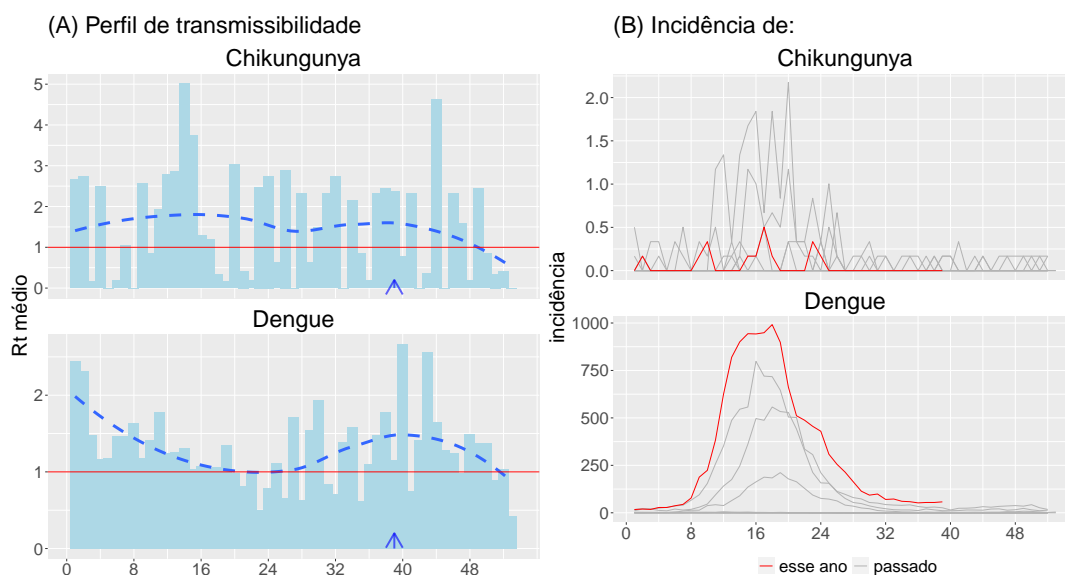 (A) Perfil de transmissibilidade
Chikungunya
5
4
3
2
1
0
Dengue
2
1
0
Rt médio
0 8 16 24 32 40 48
(B) Incidência de:
Chikungunya
2.0
1.5
1.0
0.5
0.0
Dengue
1000
750
500
250
0
incidência
0 8 16 24 32 40 48
esse ano passado